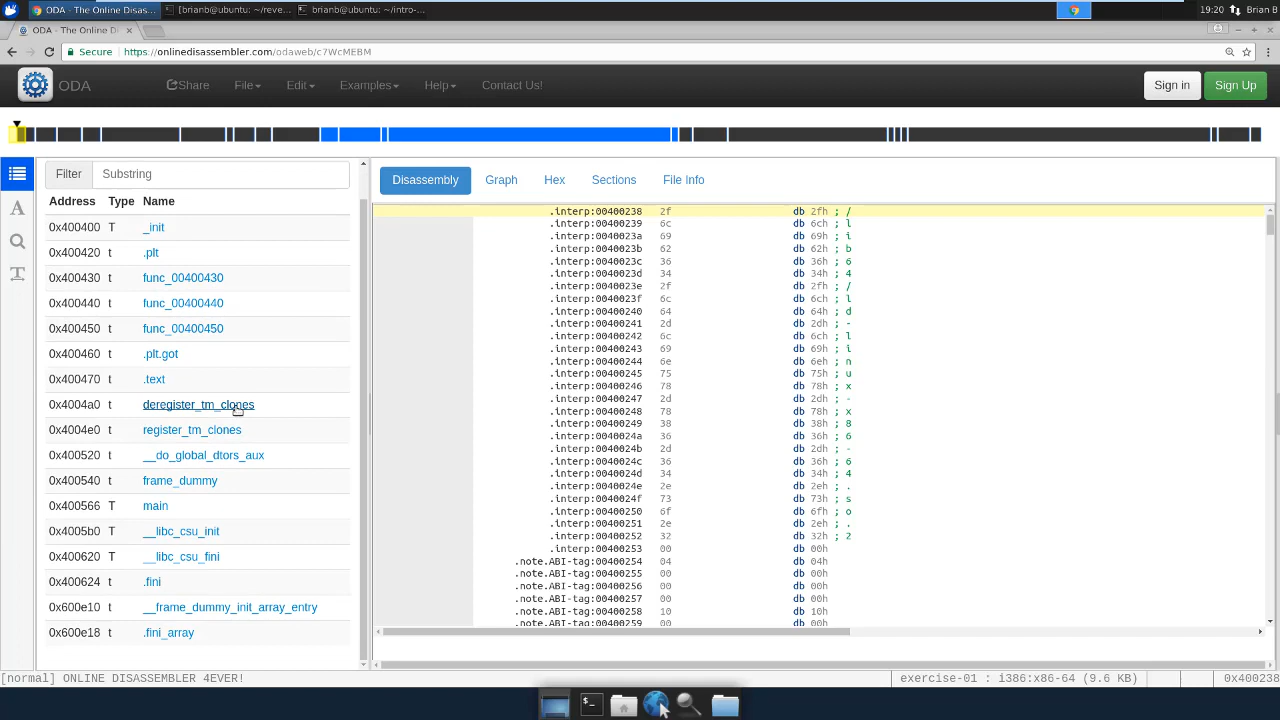 ODA - The Online Disas... [brianb@ubuntu: ~/reve... brianb@ubuntu: ~/intro-... 19:20 Brian B
ODA - The Online Dis
Secure https://onlinedisassembler.com/odaweb/c7WcMEBM
ODA Share File Edit Examples Help Contact Us! Sign in Sign Up
Filter Substring
Disassembly Graph Hex Sections File Info
Address Type Name
0x400400 T _init
0x400420 t .plt
0x400430 t func_00400430
0x400440 t func_00400440
0x400450 t func_00400450
0x400460 t .plt.got
0x400470 t .text
0x4004a0 t deregister_tm_clones
0x4004e0 t register_tm_clones
0x400520 t __do_global_dtors_aux
0x400540 t frame_dummy
0x400566 T main
0x4005b0 T __libc_csu_init
0x400620 T __libc_csu_fini
0x400624 t .fini
0x600e10 t __frame_dummy_init_array_entry
0x600e18 t .fini_array
.interp:00400238 2f db 2fh ; /
.interp:00400239 6c db 6ch ; l
.interp:0040023a 69 db 69h ; i
.interp:0040023b 62 db 62h ; b
.interp:0040023c 36 db 36h ; 6
.interp:0040023d 34 db 34h ; 4
.interp:0040023e 2f db 2fh ; /
.interp:0040023f 6c db 6ch ; l
.interp:00400240 64 db 64h ; d
.interp:00400241 2d db 2dh ; -
.interp:00400242 6c db 6ch ; l
.interp:00400243 69 db 69h ; i
.interp:00400244 6e db 6eh ; n
.interp:00400245 75 db 75h ; u
.interp:00400246 78 db 78h ; x
.interp:00400247 2d db 2dh ; -
.interp:00400248 78 db 78h ; x
.interp:00400249 38 db 38h ; 8
.interp:0040024a 36 db 36h ; 6
.interp:0040024b 2d db 2dh ; -
.interp:0040024c 36 db 36h ; 6
.interp:0040024d 34 db 34h ; 4
.interp:0040024e 2e db 2eh ; .
.interp:0040024f 73 db 73h ; s
.interp:00400250 6f db 6fh ; o
.interp:00400251 2e db 2eh ; .
.interp:00400252 32 db 32h ; 2
.interp:00400253 00 db 00h
.note.ABI-tag:00400254 04 db 04h
.note.ABI-tag:00400255 00 db 00h
.note.ABI-tag:00400256 00 db 00h
.note.ABI-tag:00400257 00 db 00h
.note.ABI-tag:00400258 10 db 10h
.note.ABI-tag:00400259 00 db 00h
[normal] ONLINE DISASSEMBLER 4EVER! exercise-01 : i386:x86-64 (9.6 KB) 0x400238